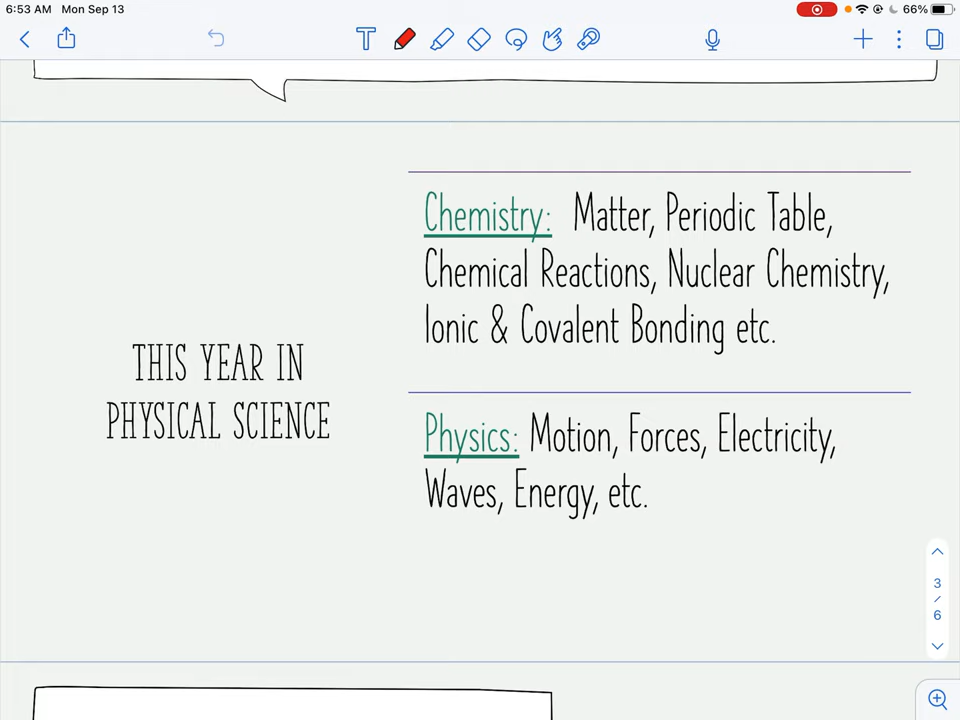 6:53 AM Mon Sep 13
66%
T
THIS YEAR IN
PHYSICAL SCIENCE
Chemistry: Matter, Periodic Table,
Chemical Reactions, Nuclear Chemistry,
Ionic & Covalent Bonding etc.
Physics: Motion, Forces, Electricity,
Waves, Energy, etc.
3
/
6